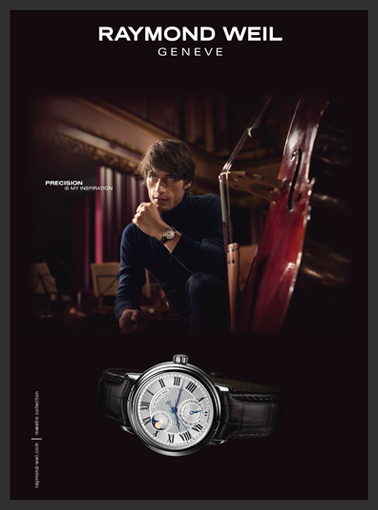 RAYMOND WEIL
GENEVE
PRECISION
IS MY INSPIRATION
raymond-weil.com | maestro collection